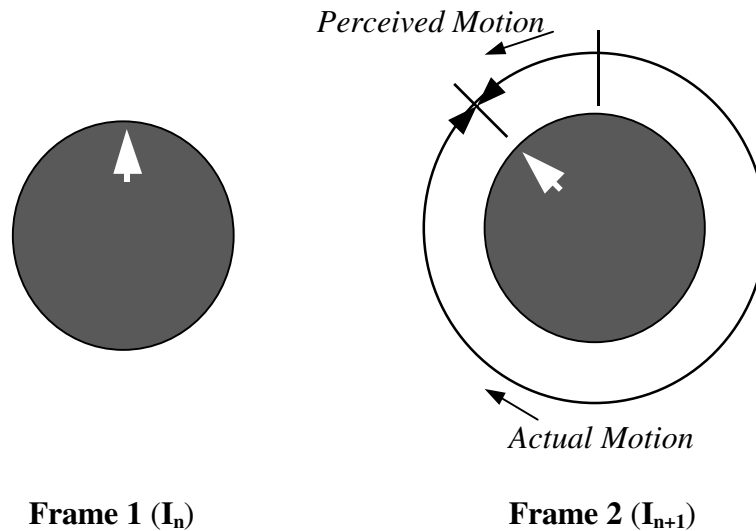 Perceived Motion
Actual Motion
Frame 1 (Iₙ)
Frame 2 (Iₙ₊₁)